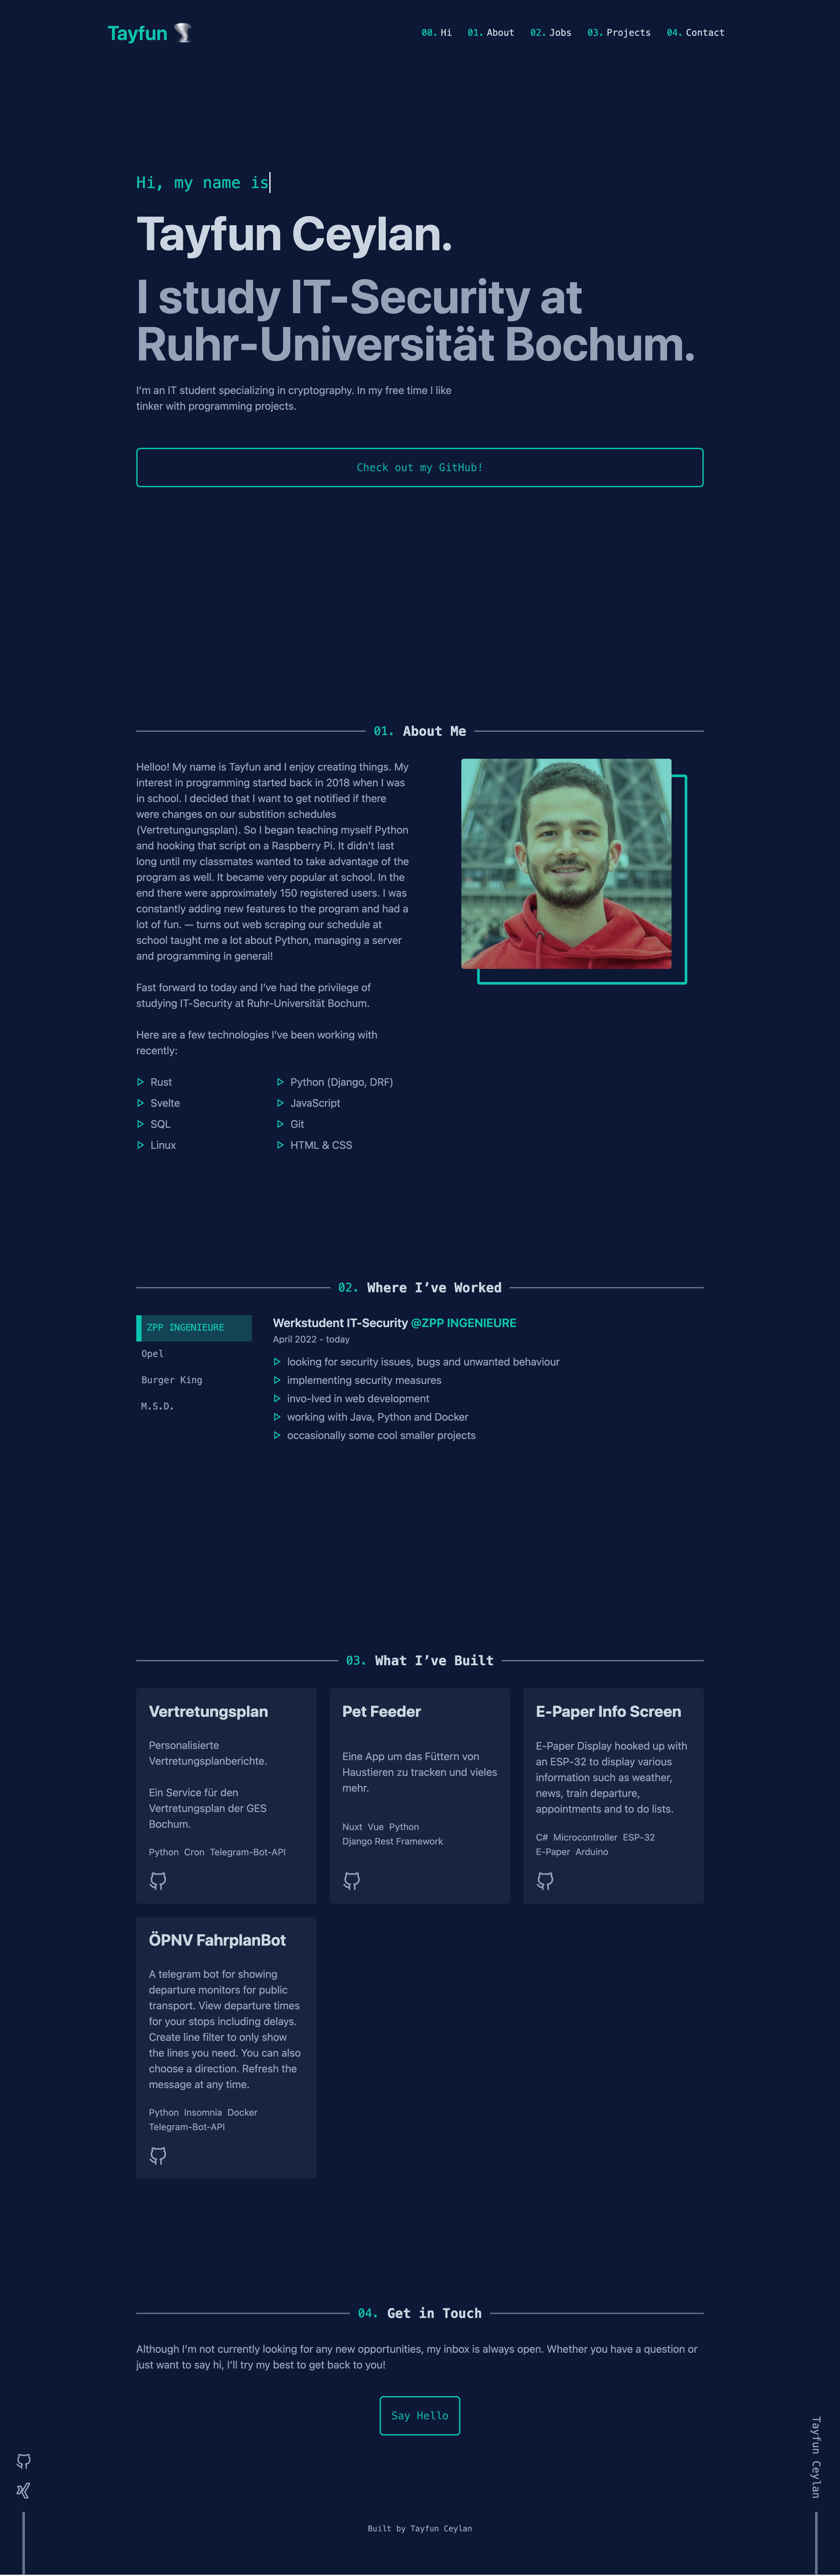 Tayfun
00. Hi 01. About 02. Jobs 03. Projects 04. Contact
Hi, my name is
Tayfun Ceylan.
I study IT-Security at
Ruhr-Universität Bochum.
I'm an IT student specializing in cryptography. In my free time I like
tinker with programming projects.
Check out my GitHub!
01. About Me
Helloo! My name is Tayfun and I enjoy creating things. My
interest in programming started back in 2018 when I was
in school. I decided that I want to get notified if there
were changes on our substition schedules
(Vertretungungsplan). So I began teaching myself Python
and hooking that script on a Raspberry Pi. It didn't last
long until my classmates wanted to take advantage of the
program as well. It became very popular at school. In the
end there were approximately 150 registered users. I was
constantly adding new features to the program and had a
lot of fun. — turns out web scraping our schedule at
school taught me a lot about Python, managing a server
and programming in general!
Fast forward to today and I've had the privilege of
studying IT-Security at Ruhr-Universität Bochum.
Here are a few technologies I've been working with
recently:
Rust
Python (Django, DRF)
Svelte
JavaScript
SQL
Git
Linux
HTML & CSS
02. Where I've Worked
ZPP INGENIEURE
Opel
Burger King
M.S.D.
Werkstudent IT-Security @ZPP INGENIEURE
April 2022 - today
looking for security issues, bugs and unwanted behaviour
implementing security measures
invo-lved in web development
working with Java, Python and Docker
occasionally some cool smaller projects
03. What I've Built
Vertretungsplan
Personalisierte
Vertretungsplanberichte.
Ein Service für den
Vertretungsplan der GES
Bochum.
Python Cron Telegram-Bot-API
Pet Feeder
Eine App um das Füttern von
Haustieren zu tracken und vieles
mehr.
Nuxt Vue Python
Django Rest Framework
E-Paper Info Screen
E-Paper Display hooked up with
an ESP-32 to display various
information such as weather,
news, train departure,
appointments and to do lists.
C# Microcontroller ESP-32
E-Paper Arduino
ÖPNV FahrplanBot
A telegram bot for showing
departure monitors for public
transport. View departure times
for your stops including delays.
Create line filter to only show
the lines you need. You can also
choose a direction. Refresh the
message at any time.
Python Insomnia Docker
Telegram-Bot-API
04. Get in Touch
Although I'm not currently looking for any new opportunities, my inbox is always open. Whether you have a question or
just want to say hi, I'll try my best to get back to you!
Say Hello
Tayfun Ceylan
Built by Tayfun Ceylan